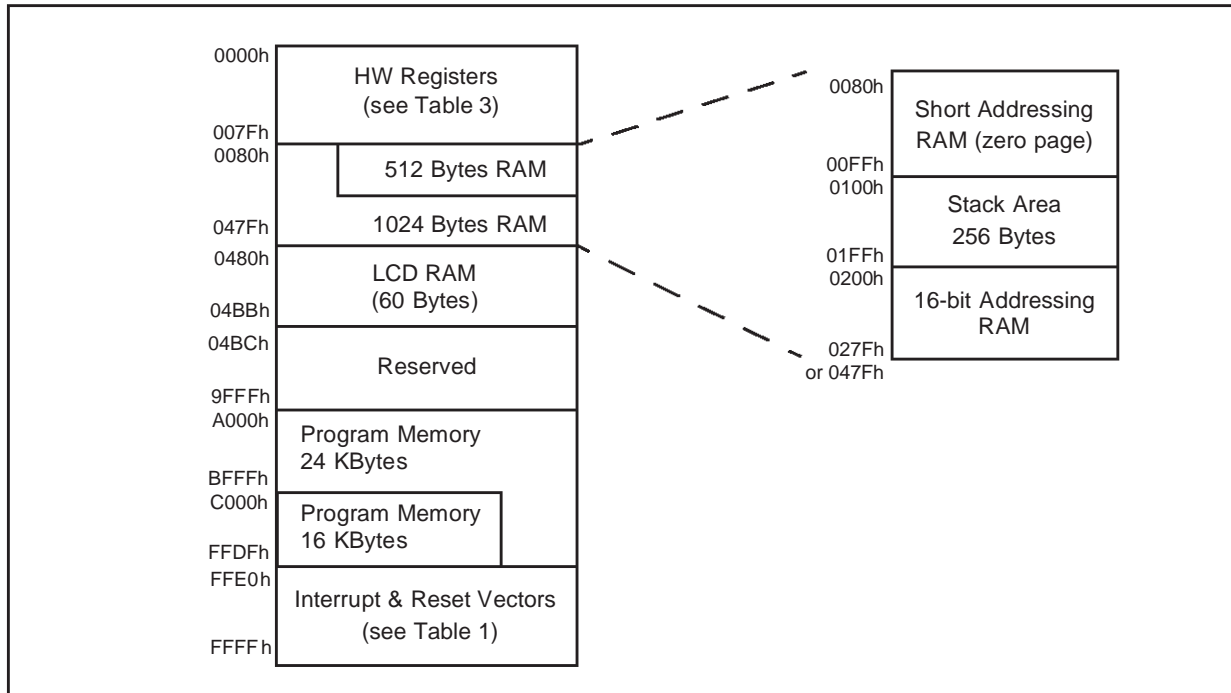 0000h
HW Registers
(see Table 3)
007Fh
0080h
512 Bytes RAM
1024 Bytes RAM
047Fh
0480h
LCD RAM
(60 Bytes)
04BBh
04BCh
Reserved
9FFFh
A000h
Program Memory
24 KBytes
BFFFh
C000h
Program Memory
16 KBytes
FFDFh
FFE0h
Interrupt & Reset Vectors
(see Table 1)
FFFFh
0080h
Short Addressing
RAM (zero page)
00FFh
0100h
Stack Area
256 Bytes
01FFh
0200h
16-bit Addressing
RAM
027Fh
or 047Fh